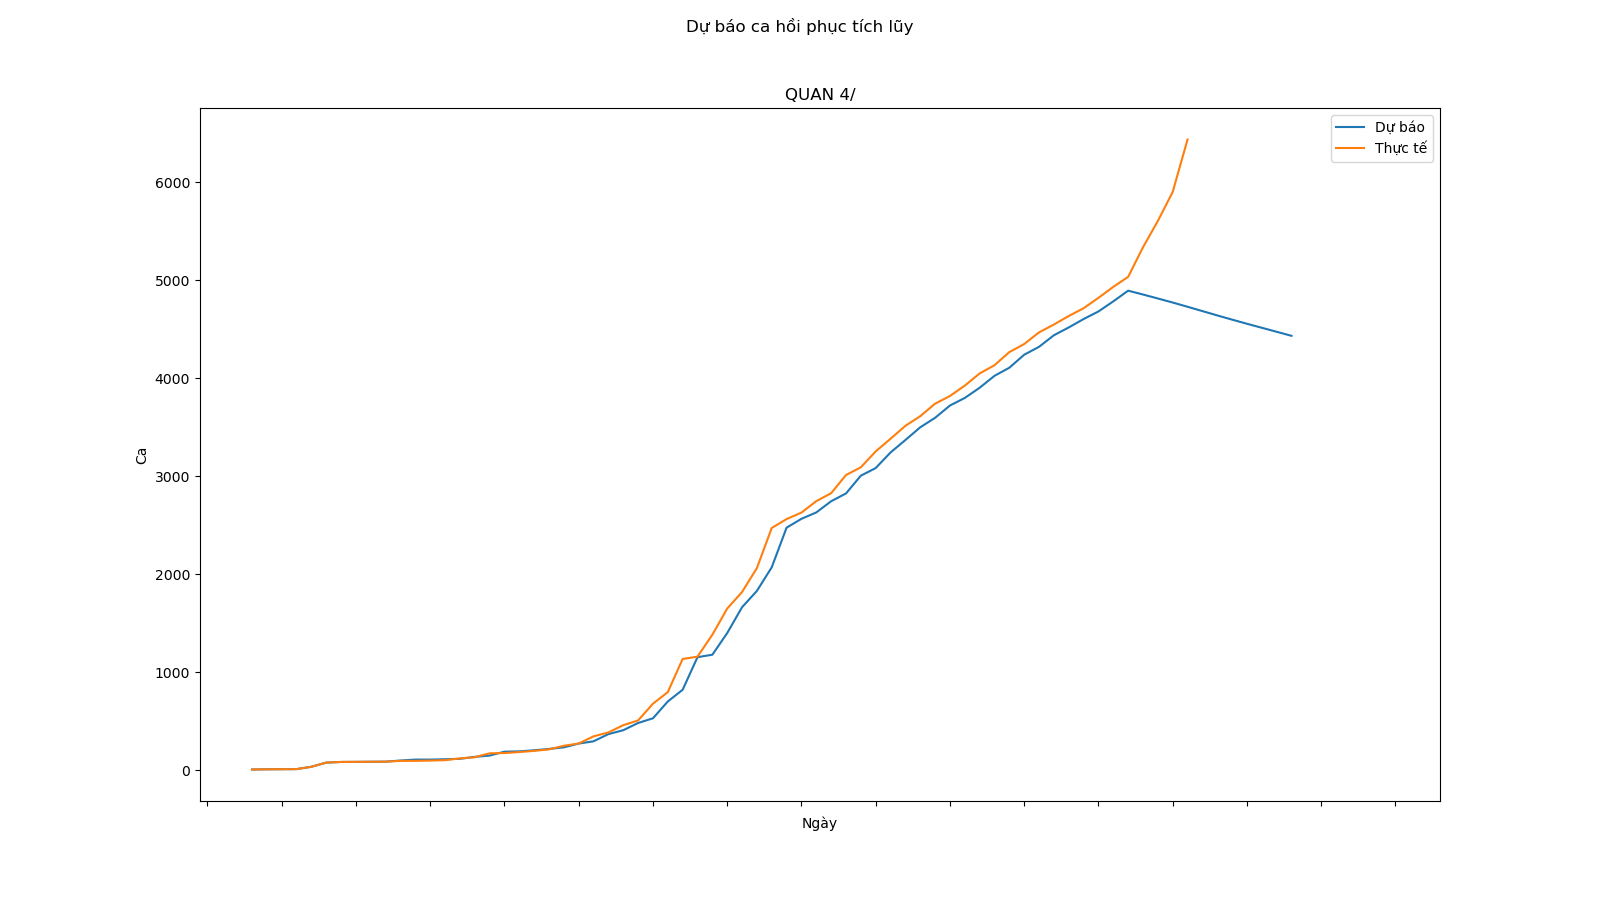 Dự báo ca hồi phục tích lũy
QUAN 4/
Dự báo
Thực tế
6000
5000
4000
3000
2000
1000
0
Ca
Ngày